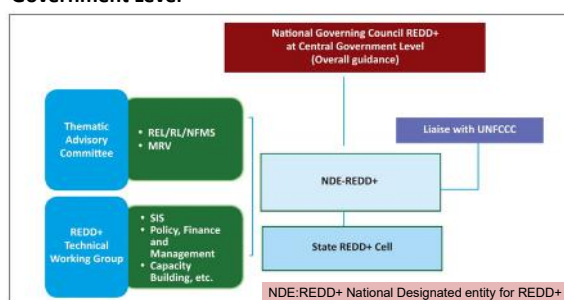 Government Level
National Governing Council REDD+
at Central Government Level
(Overall guidance)
Thematic
Advisory
Committee
• REL/RL/NFMS
• MRV
Liaise with UNFCCC
NDE-REDD+
REDD+
Technical
Working Group
• SIS
• Policy, Finance
and
Management
• Capacity
Building, etc.
State REDD+ Cell
NDE:REDD+ National Designated entity for REDD+